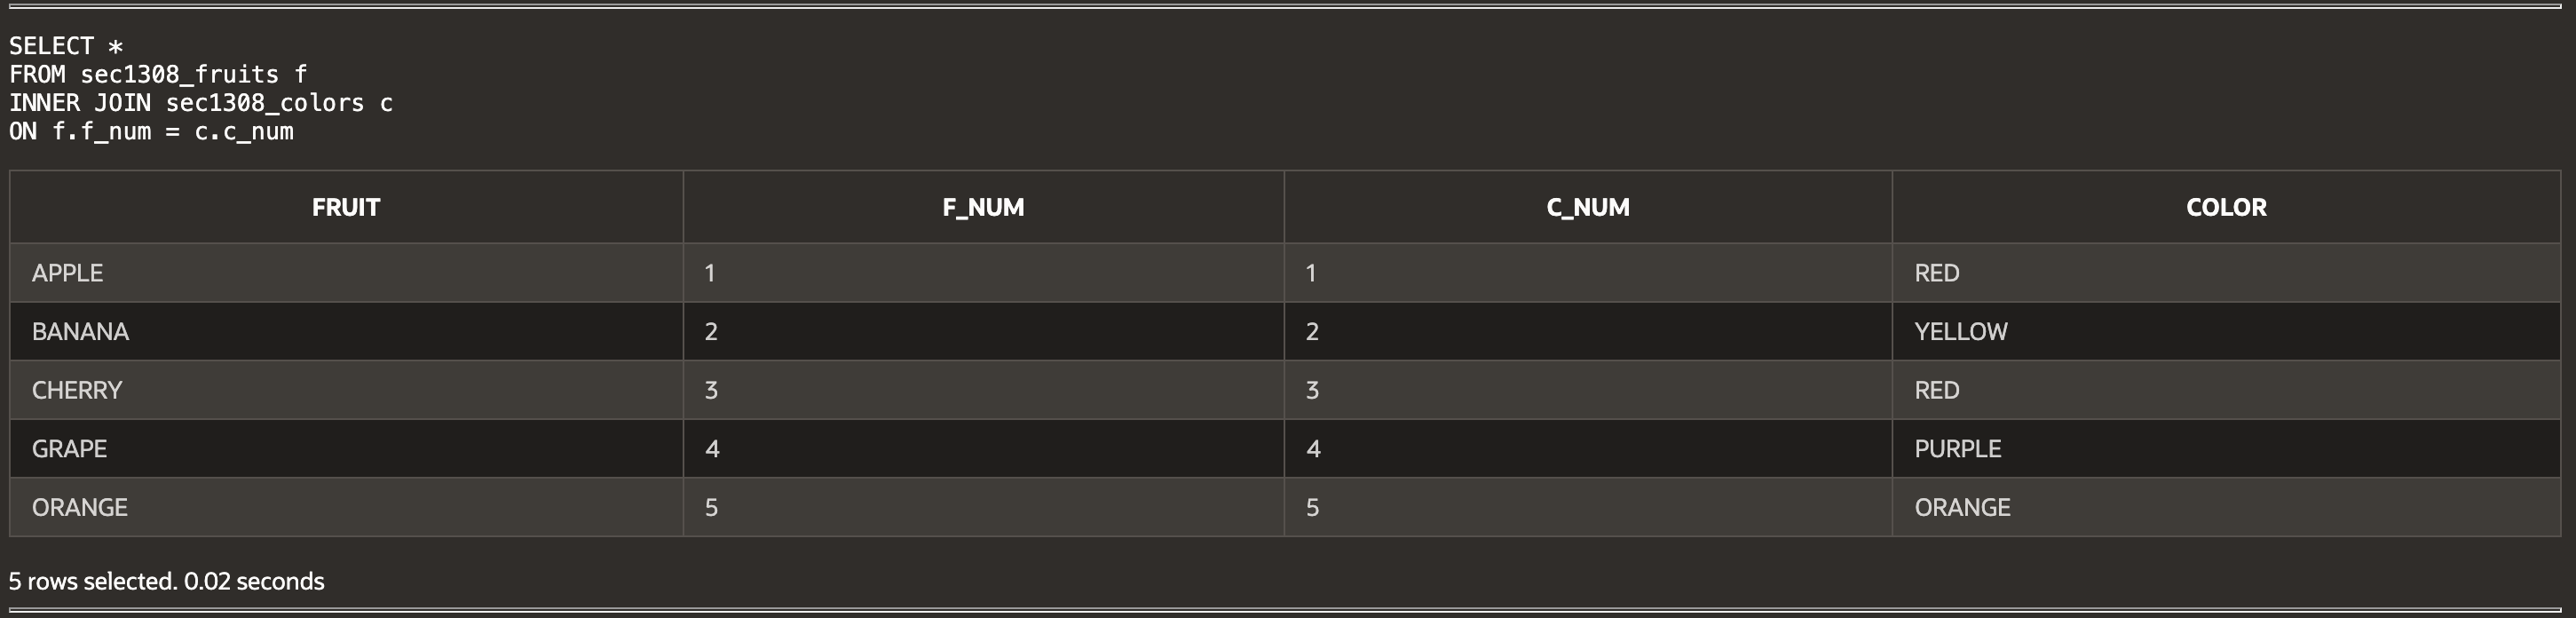 SELECT *
FROM sec1308_fruits f
INNER JOIN sec1308_colors c
ON f.f_num = c.c_num
FRUIT F_NUM C_NUM COLOR
APPLE 1 1 RED
BANANA 2 2 YELLOW
CHERRY 3 3 RED
GRAPE 4 4 PURPLE
ORANGE 5 5 ORANGE
5 rows selected. 0.02 seconds